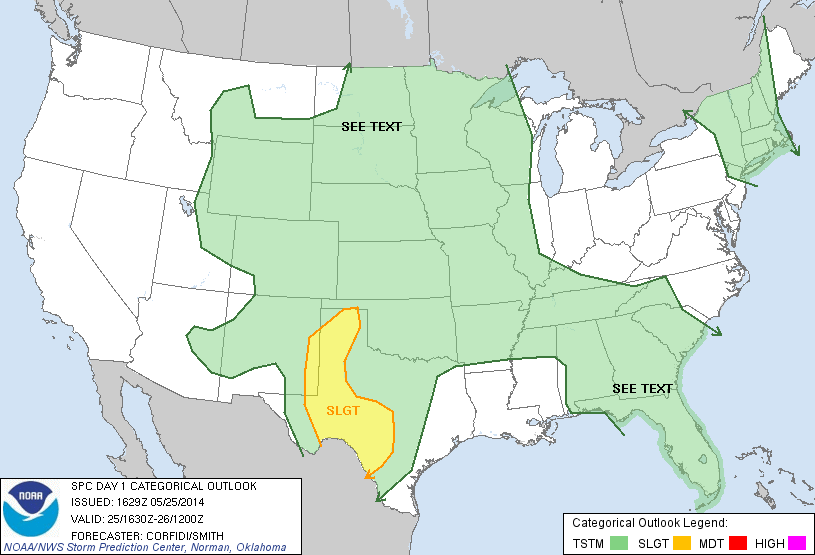 SEE TEXT
SEE TEXT
SLGT
NOAA
SPC DAY 1 CATEGORICAL OUTLOOK
ISSUED: 1629Z 05/25/2014
VALID: 25/1630Z-26/1200Z
FORECASTER: CORFIDI/SMITH
NOAA/NWS Storm Prediction Center, Norman, Oklahoma
Categorical Outlook Legend:
TSTM SLGT MDT HIGH